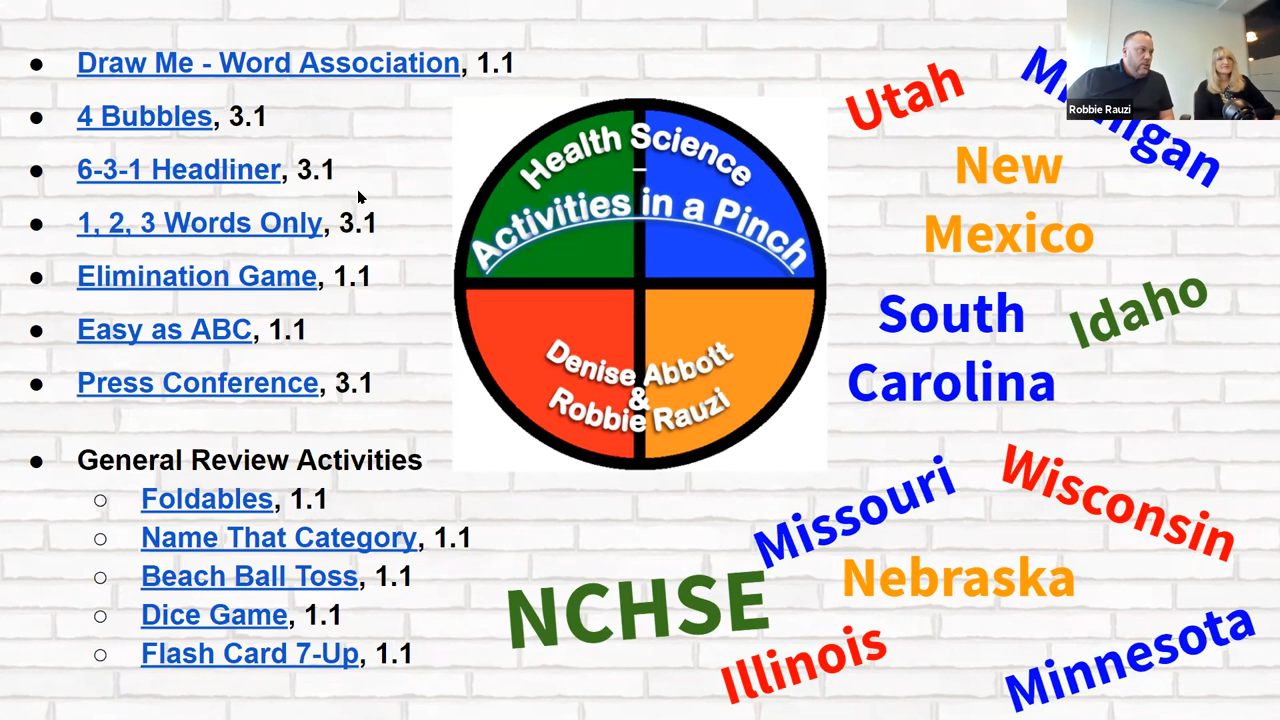 Draw Me - Word Association, 1.1
4 Bubbles, 3.1
6-3-1 Headliner, 3.1
1, 2, 3 Words Only, 3.1
Elimination Game, 1.1
Easy as ABC, 1.1
Press Conference, 3.1
General Review Activities
Foldables, 1.1
Name That Category, 1.1
Beach Ball Toss, 1.1
Dice Game, 1.1
Flash Card 7-Up, 1.1
Health Science
–
Activities in a Pinch
Denise Abbott
&
Robbie Rauzi
Utah
New
Mexico
South
Carolina
Idaho
Missouri
Wisconsin
NCHSE
Nebraska
Illinois
Minnesota
Robbie Rauzi